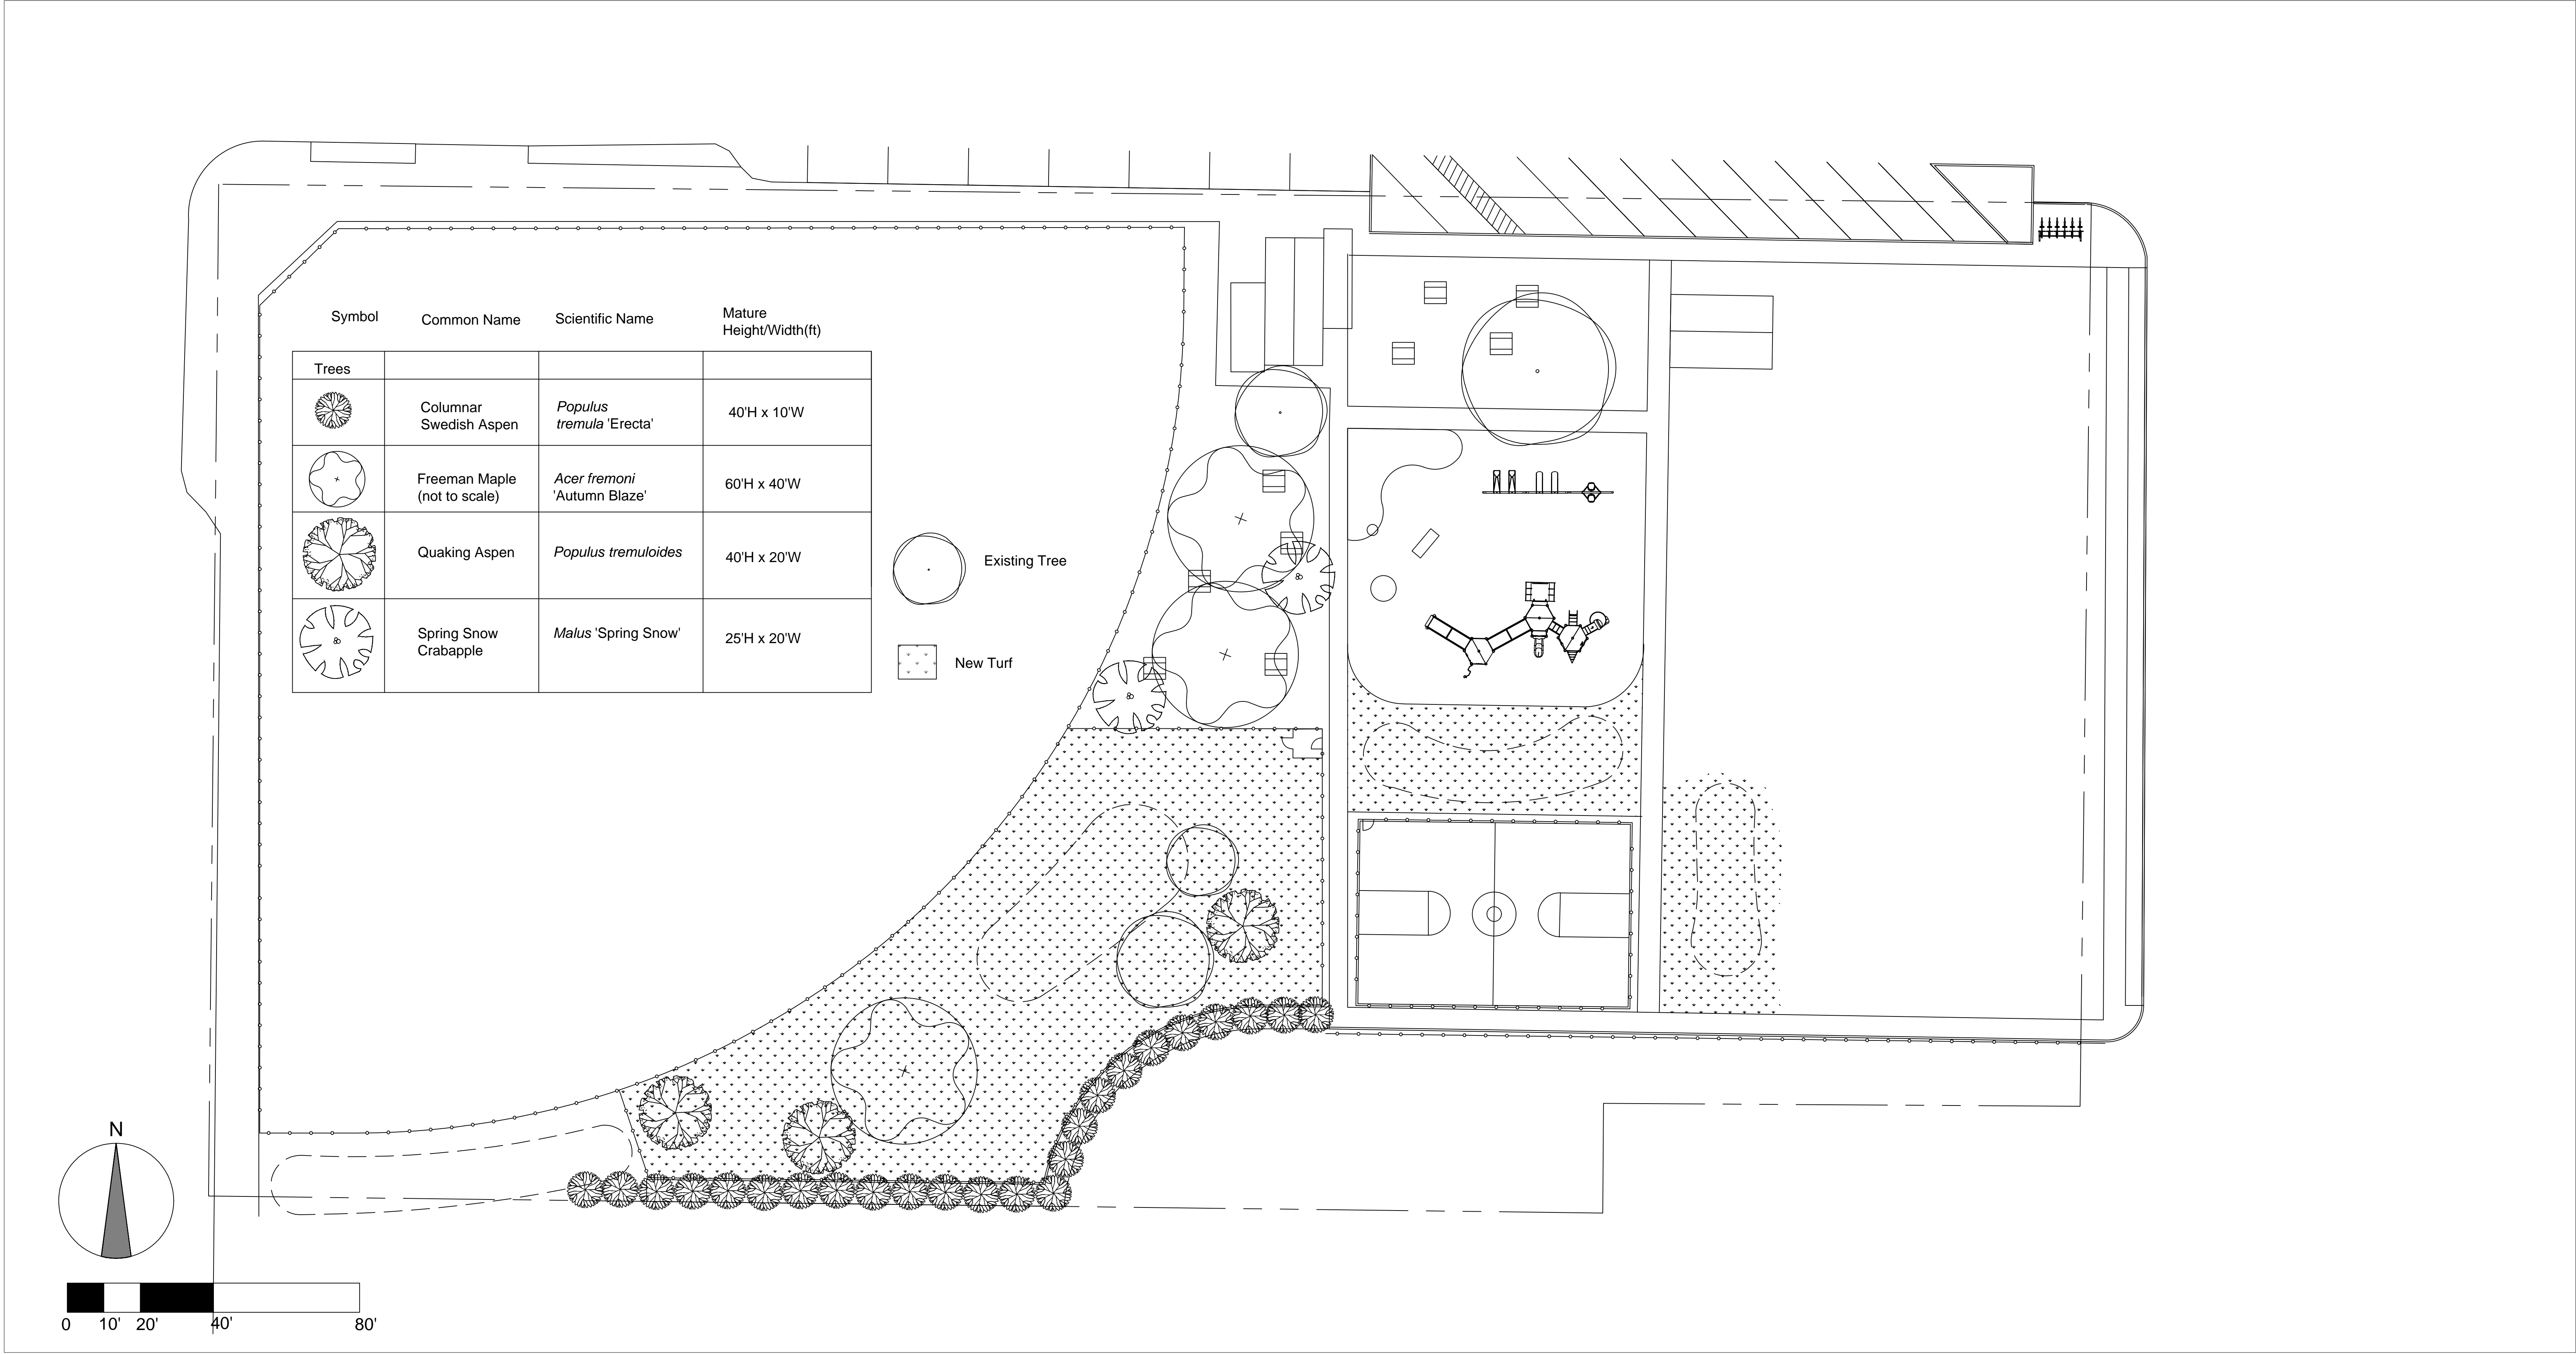 Symbol
Common Name
Scientific Name
Mature
Height/Width(ft)
Trees
Columnar
Swedish Aspen
Populus
tremula 'Erecta'
40'H x 10'W
Freeman Maple
(not to scale)
Acer fremoni
'Autumn Blaze'
60'H x 40'W
Quaking Aspen
Populus tremuloides
40'H x 20'W
Spring Snow
Crabapple
Malus 'Spring Snow'
25'H x 20'W
Existing Tree
New Turf
N
0 10' 20' 40' 80'